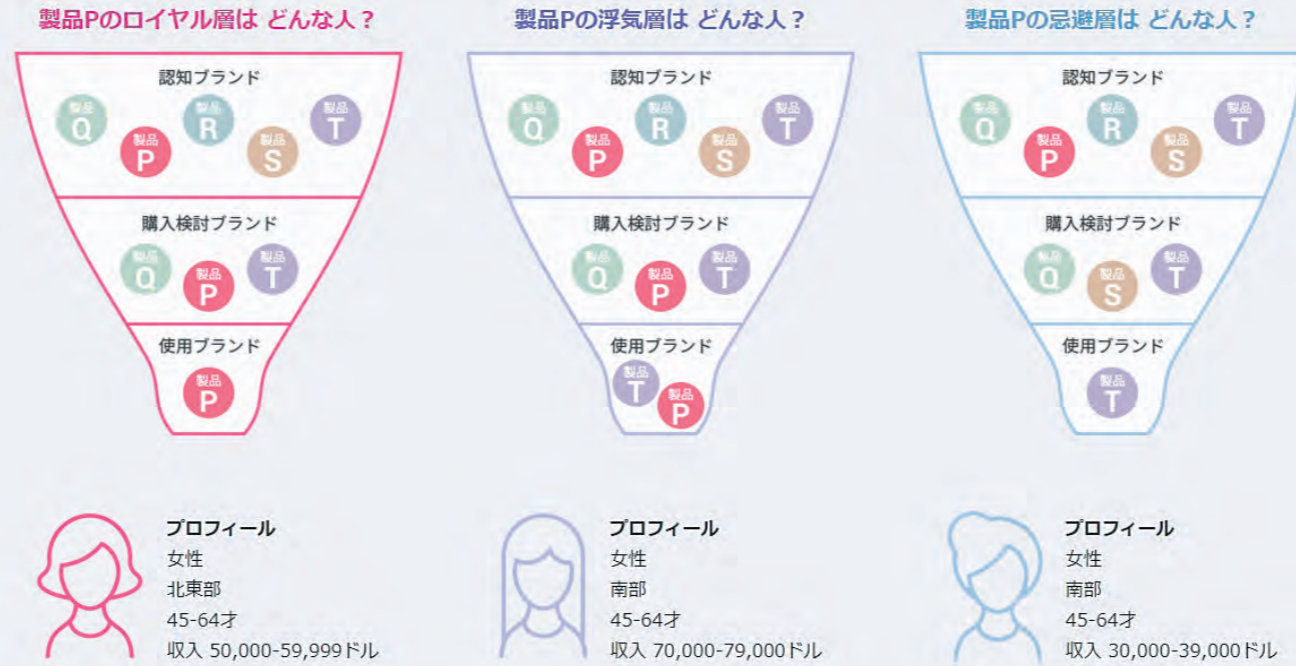 製品Pのロイヤル層は どんな人？
認知ブランド
製品
Q
製品
P
製品
R
製品
S
製品
T
購入検討ブランド
製品
Q
製品
P
製品
T
使用ブランド
製品
P
プロフィール
女性
北東部
45-64才
収入 50,000-59,999ドル
製品Pの浮気層は どんな人？
認知ブランド
製品
Q
製品
P
製品
R
製品
S
製品
T
購入検討ブランド
製品
Q
製品
P
製品
T
使用ブランド
製品
T
製品
P
プロフィール
女性
南部
45-64才
収入 70,000-79,000ドル
製品Pの忌避層は どんな人？
認知ブランド
製品
Q
製品
P
製品
R
製品
S
製品
T
購入検討ブランド
製品
Q
製品
S
製品
T
使用ブランド
製品
T
プロフィール
女性
南部
45-64才
収入 30,000-39,000ドル